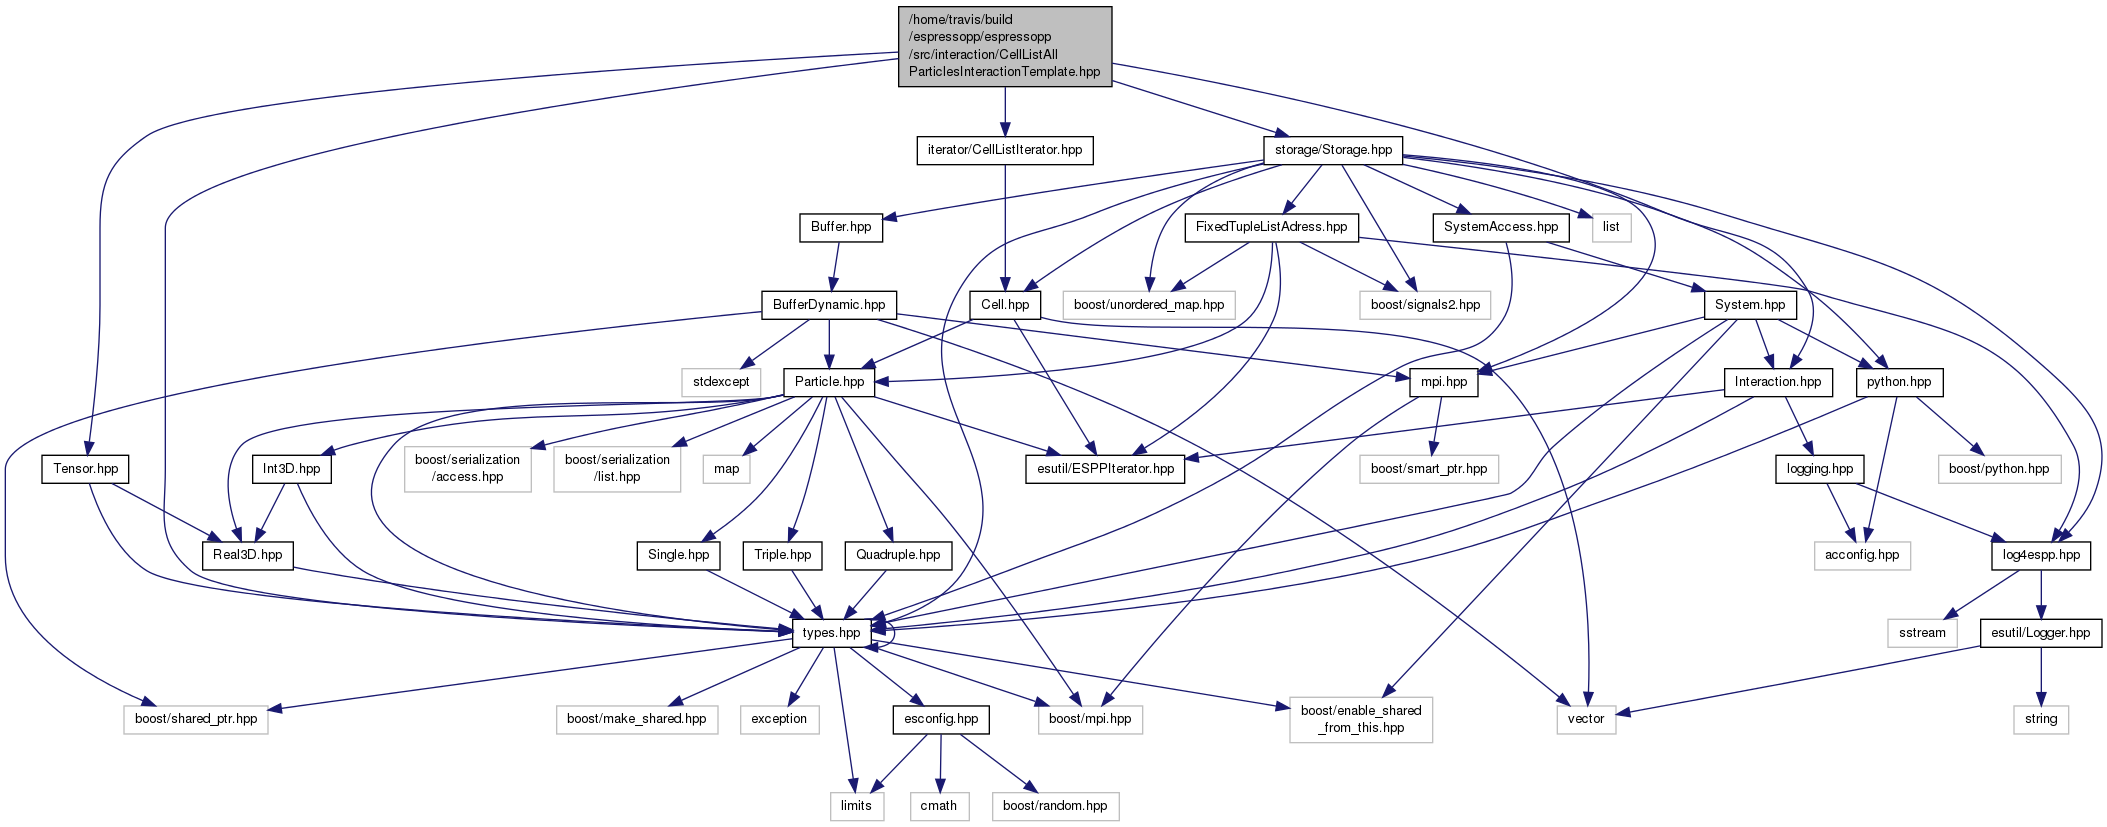 /home/travis/build
/espressopp/espressopp
/src/interaction/CellListAll
ParticlesInteractionTemplate.hpp
iterator/CellListIterator.hpp
storage/Storage.hpp
Buffer.hpp
FixedTupleListAdress.hpp
SystemAccess.hpp
list
BufferDynamic.hpp
Cell.hpp
boost/unordered_map.hpp
boost/signals2.hpp
System.hpp
stdexcept
Particle.hpp
mpi.hpp
Interaction.hpp
python.hpp
Tensor.hpp
Int3D.hpp
boost/serialization
/access.hpp
boost/serialization
/list.hpp
map
esutil/ESPPIterator.hpp
boost/smart_ptr.hpp
logging.hpp
boost/python.hpp
Real3D.hpp
Single.hpp
Triple.hpp
Quadruple.hpp
acconfig.hpp
log4espp.hpp
types.hpp
sstream
esutil/Logger.hpp
boost/shared_ptr.hpp
boost/make_shared.hpp
exception
esconfig.hpp
boost/mpi.hpp
boost/enable_shared
_from_this.hpp
vector
string
limits
cmath
boost/random.hpp